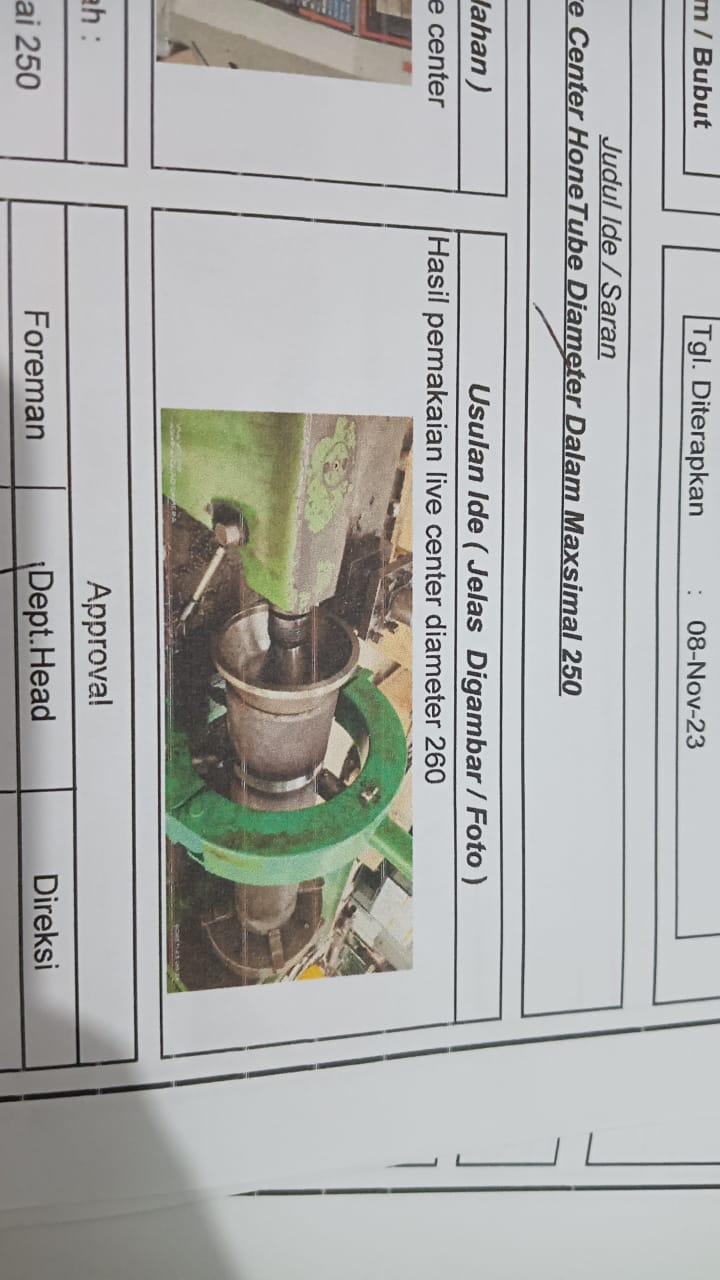 m / Bubut
Tgl. Diterapkan : 08-Nov-23
Judul Ide / Saran
e Center HoneTube Diameter Dalam Maxsimal 250
lahan )
e center
Usulan Ide ( Jelas Digambar / Foto )
Hasil pemakaian live center diameter 260
ah :
ai 250
Approval
Foreman Dept.Head Direksi